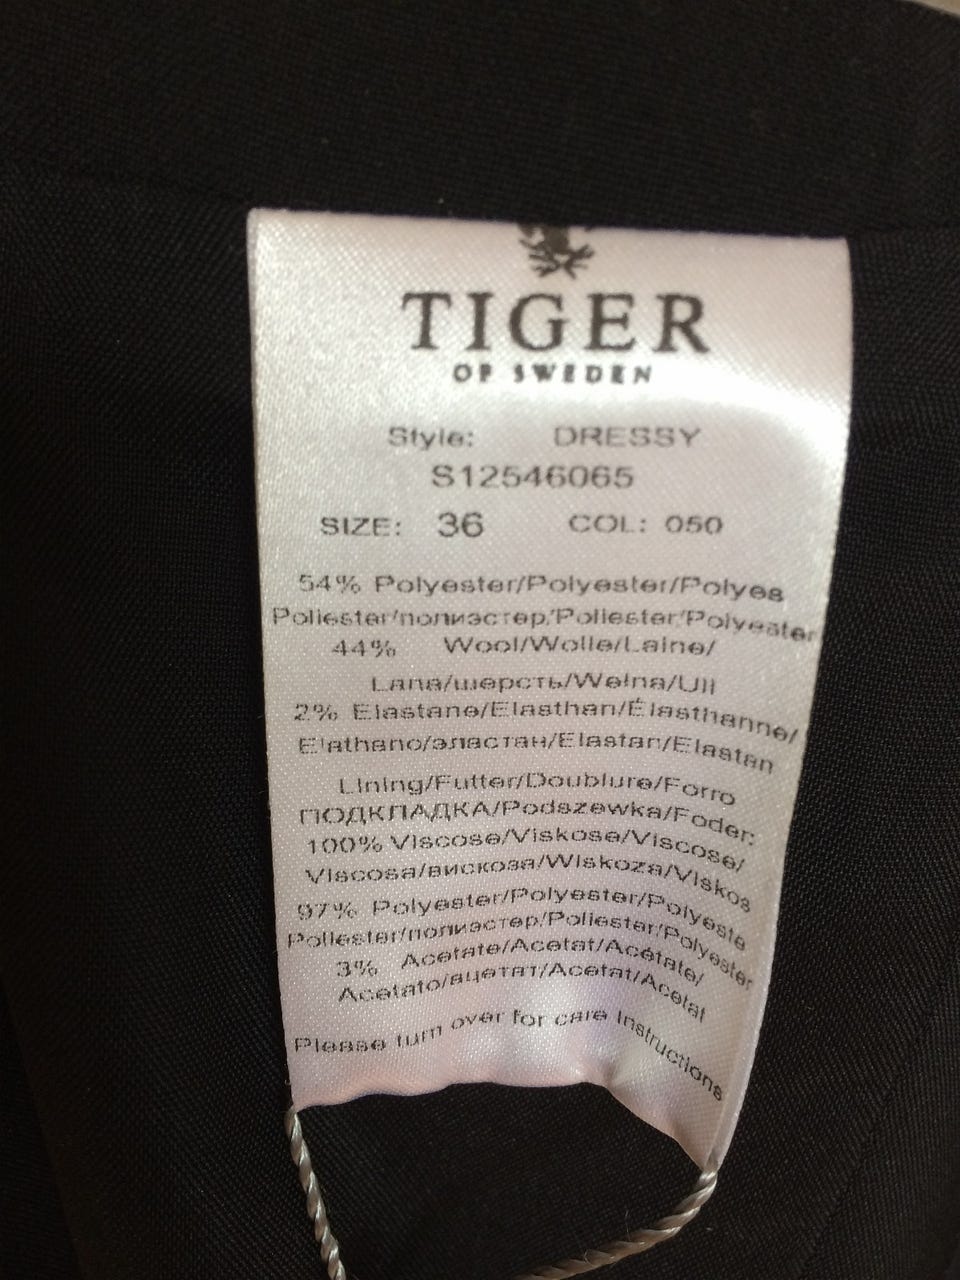 TIGER
OF SWEDEN
Style: DRESSY
S12546065
SIZE: 36 COL: 050
54% Polyester/Polyester/Polyes
Poliester/полиэстер/Poliester/Polyester
44% Wool/Wolle/Laine/
Lana/шерсть/Wełna/Ull
2% Elastane/Elasthan/Élasthanne/
Elathano/эластан/Elastan/Elastan
Lining/Futter/Doublure/Forro
ПОДКЛАДКА/Podszewka/Foder:
100% Viscose/Viskose/Viscose/
Viscosa/вискоза/Wiskoza/Viskos
97% Polyester/Polyester/Polyeste
Poliester/полиэстер/Poliester/Polyester
3% Acetate/Acetat/Acétate/
Acetato/ацетат/Acetat/Acetat
Please turn over for care instructions